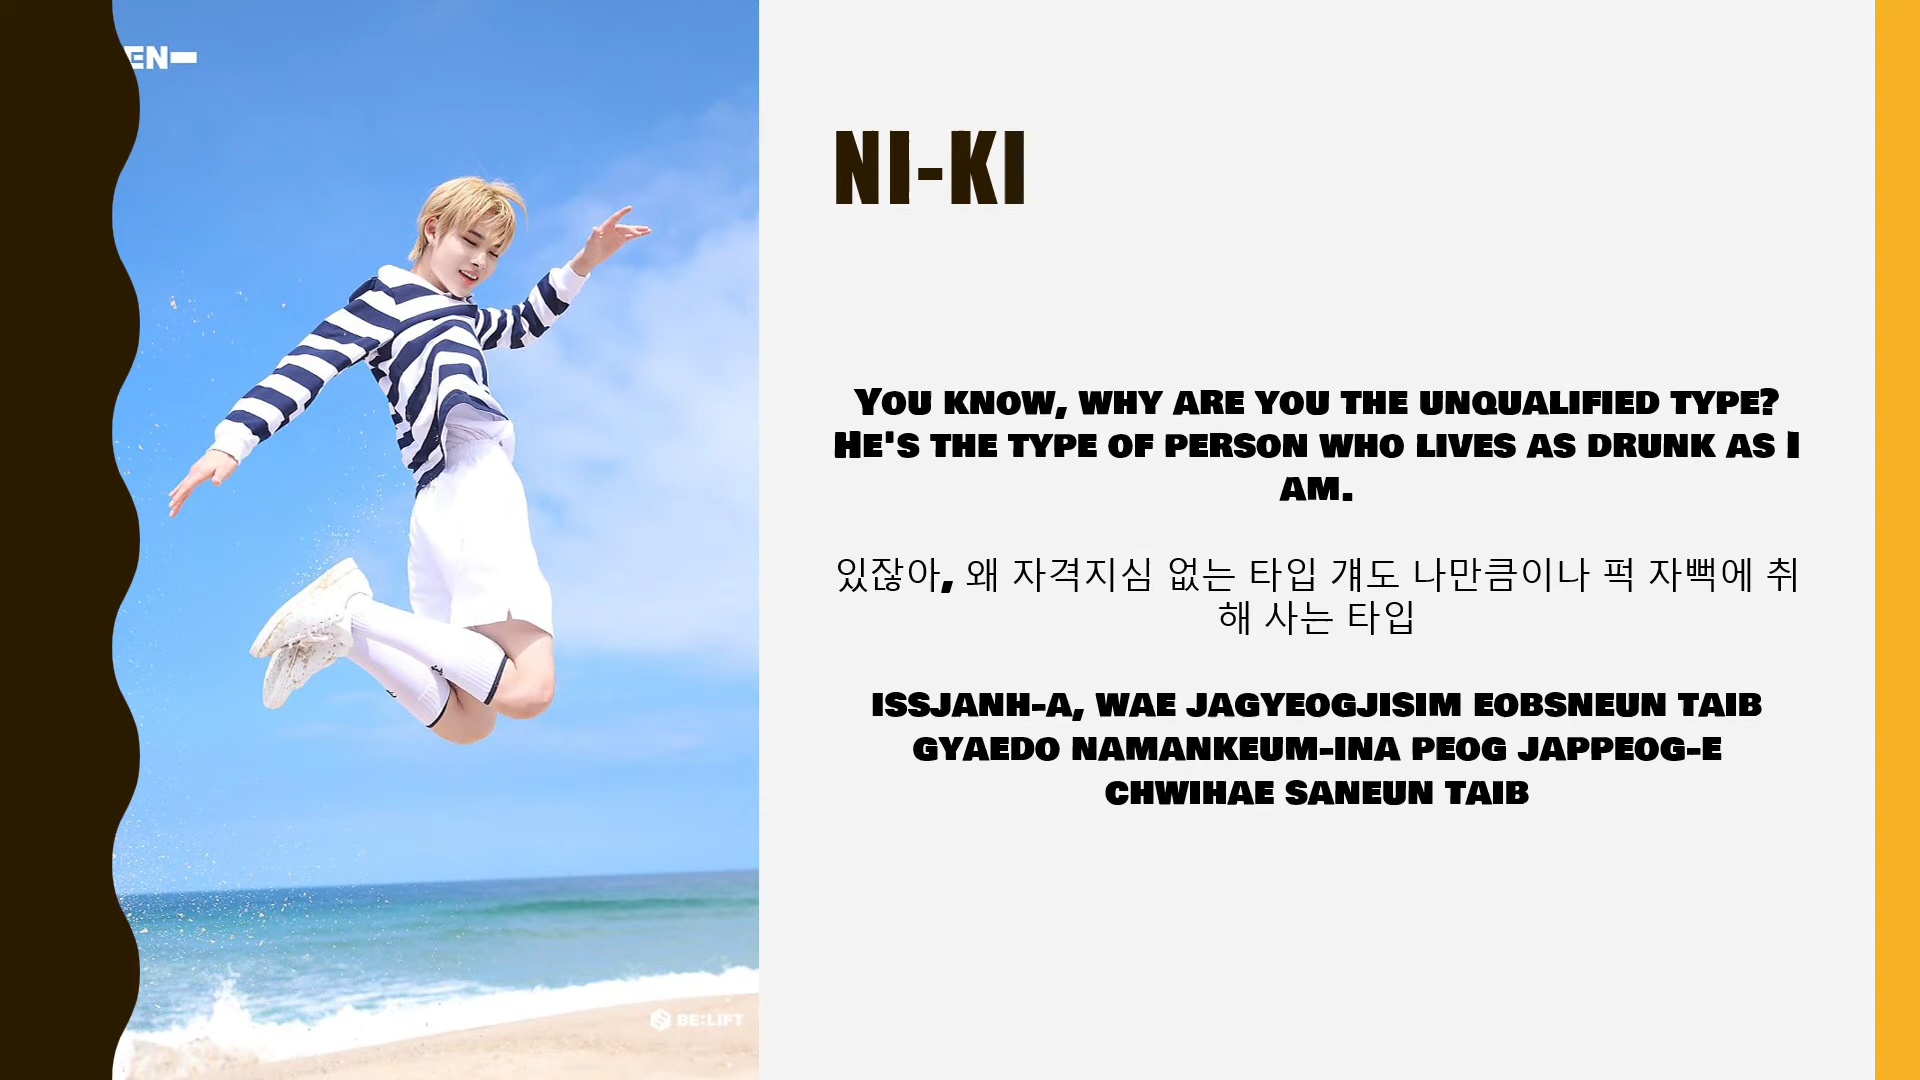 EN-
NI-KI
You know, why are you the unqualified type?
He's the type of person who lives as drunk as I
am.
있잖아, 왜 자격지심 없는 타입 걔도 나만큼이나 퍽 자뻑에 취
해 사는 타입
issjanh-a, wae jagyeogjisim eobsneun taib
gyaedo namankeum-ina peog jappeog-e
chwihae saneun taib
BE:LIFT